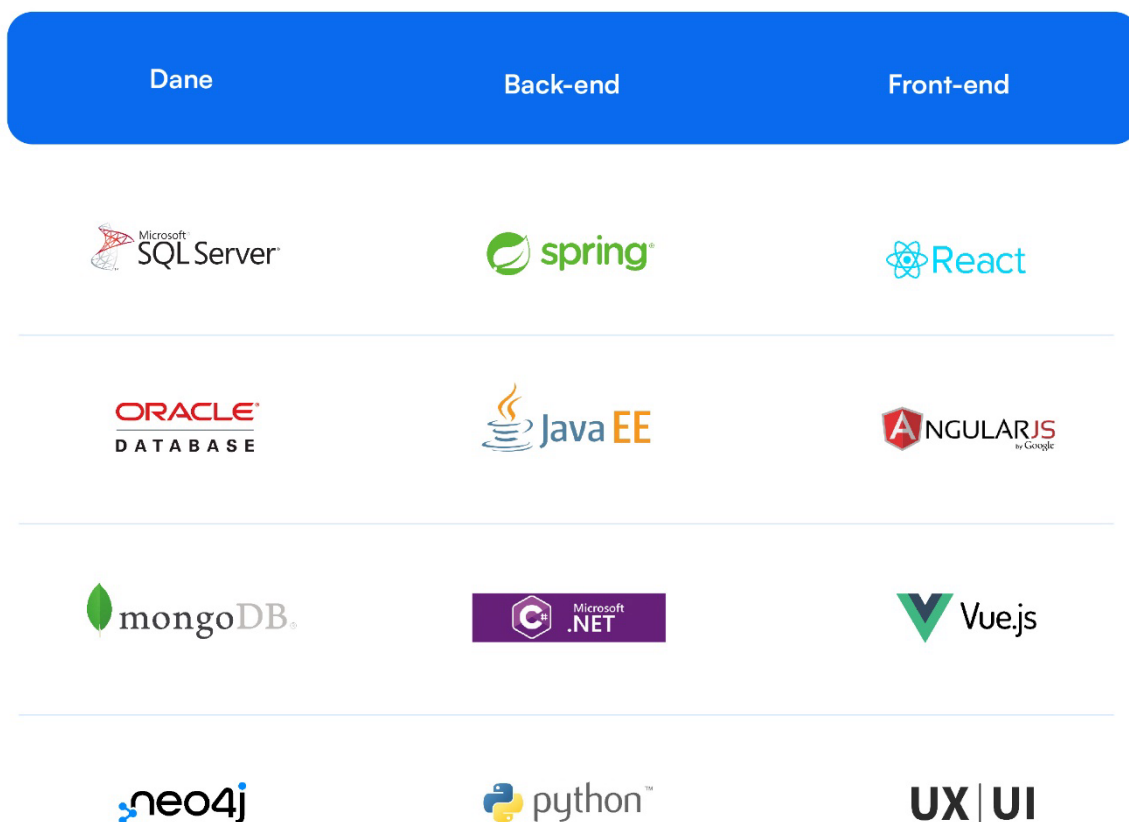 Dane Back-end Front-end
Microsoft
SQL Server
spring
React
ORACLE
DATABASE
Java EE
ANGULARJS
by Google
mongoDB
C# Microsoft
.NET
Vue.js
neo4j
python™
UX|UI